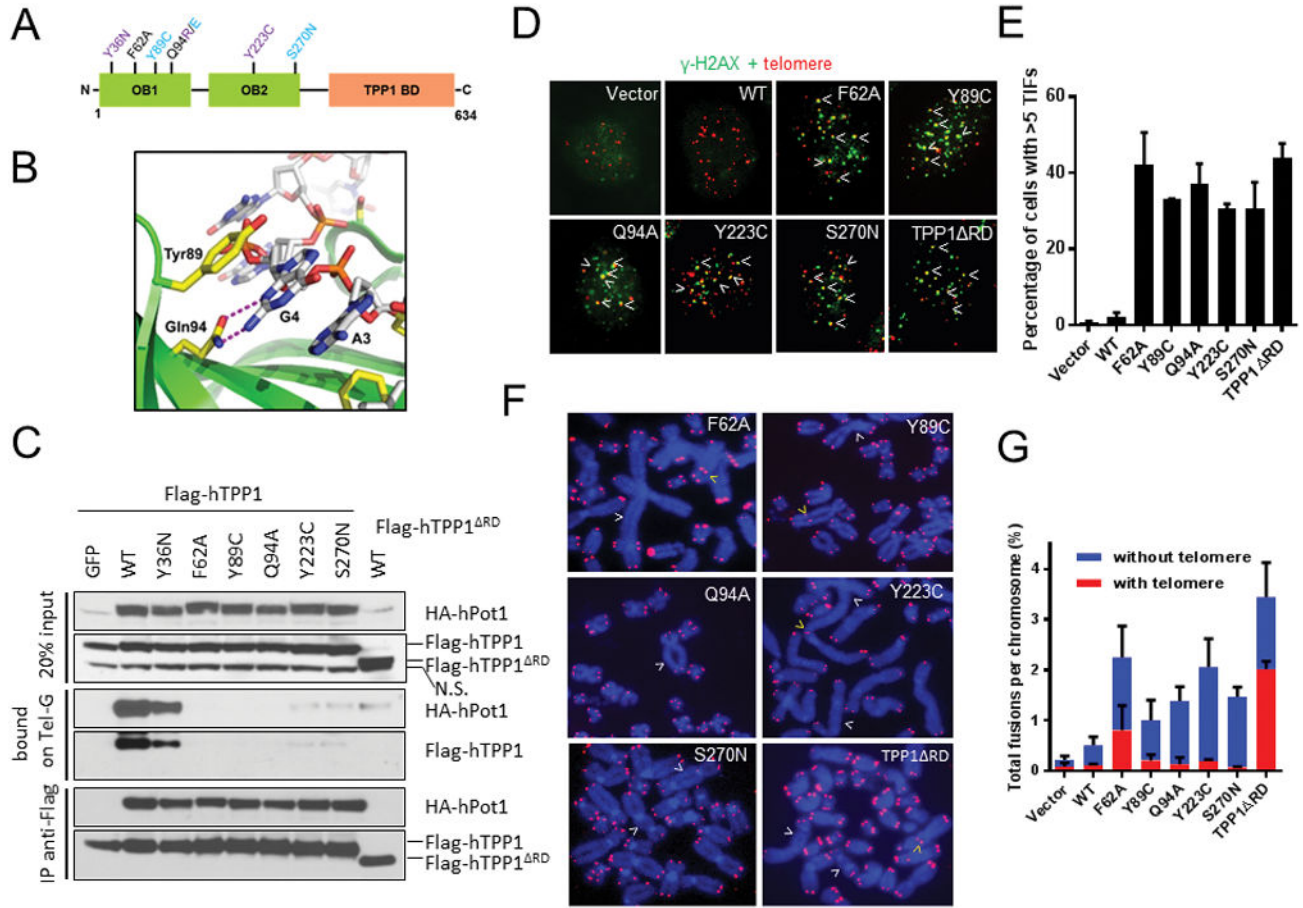 A
Y36N
F62A
Y89C
Q94R/E
Y223C
S270N
N
OB1
OB2
TPP1 BD
C
1
634
B
Tyr89
Gln94
G4
A3
C
Flag-hTPP1
Flag-hTPP1ΔRD
GFP
WT
Y36N
F62A
Y89C
Q94A
Y223C
S270N
WT
20% input
HA-hPot1
Flag-hTPP1
Flag-hTPP1ΔRD
N.S.
bound on Tel-G
HA-hPot1
Flag-hTPP1
IP anti-Flag
HA-hPot1
Flag-hTPP1
Flag-hTPP1ΔRD
D
γ-H2AX + telomere
Vector
WT
F62A
Y89C
Q94A
Y223C
S270N
TPP1ΔRD
E
Percentage of cells with >5 TIFs
60
40
20
0
Vector
WT
F62A
Y89C
Q94A
Y223C
S270N
TPP1ΔRD
F
F62A
Y89C
Q94A
Y223C
S270N
TPP1ΔRD
G
Total fusions per chromosome (%)
without telomere
with telomere
5
4
3
2
1
0
Vector
WT
F62A
Y89C
Q94A
Y223C
S270N
TPP1ΔRD